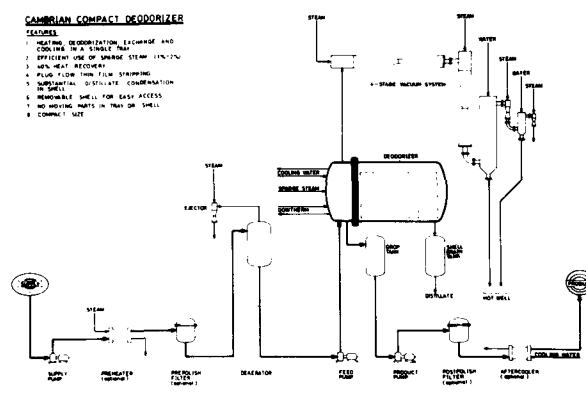 CAMBRIAN COMPACT DEODORIZER
FEATURES
1 HEATING, DEODORIZATION, EXCHANGE AND
COOLING IN A SINGLE TRAY
2 EFFICIENT USE OF SPARGE STEAM (1%-2%)
3 60% HEAT RECOVERY
4 PLUG FLOW THIN FILM STRIPPING
5 SUBSTANTIAL DISTILLATE CONDENSATION
IN SHELL
6 REMOVABLE SHELL FOR EASY ACCESS
7 NO MOVING PARTS IN TRAY OR SHELL
8 COMPACT SIZE
STEAM
STEAM
WATER
STEAM
WATER
STEAM
4-STAGE VACUUM SYSTEM
DEODORIZER
STEAM
COOLING WATER
SPARGE STEAM
DOWTHERM
EJECTOR
DROP
TANK
SHELL
DRAIN
TANK
SUPPLY
DISTILLATE
HOT WELL
PRODUCT
STEAM
COOLING WATER
SUPPLY
PUMP
PREHEATER
(optional)
PREPOLISH
FILTER
(optional)
DEAERATOR
FEED
PUMP
PRODUCT
PUMP
POSTPOLISH
FILTER
(optional)
AFTERCOOLER
(optional)